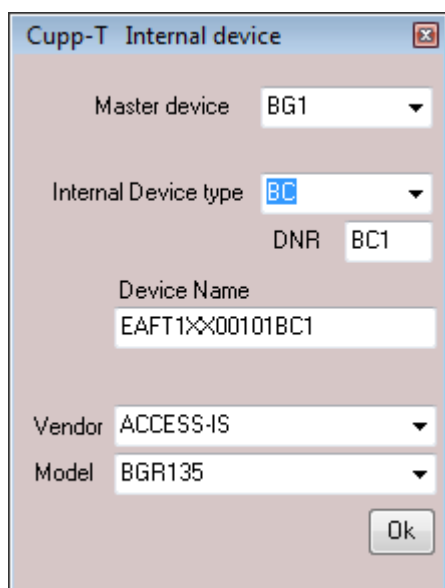 Cupp-T Internal device
Master device BG1
Internal Device type BC
DNR BC1
Device Name
EAFT1XX00101BC1
Vendor ACCESS-IS
Model BGR135
Ok